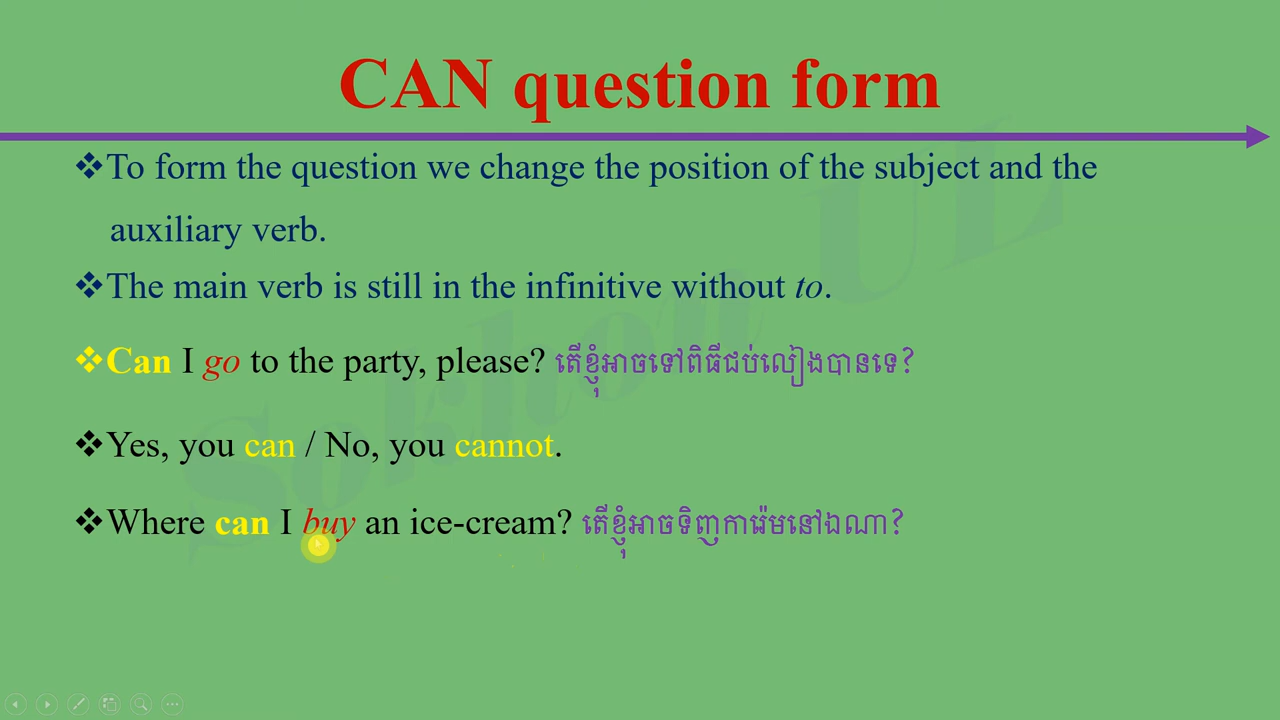 CAN question form
❖To form the question we change the position of the subject and the
auxiliary verb.
❖The main verb is still in the infinitive without to.
❖Can I go to the party, please? តើខ្ញុំអាចទៅពិធីជប់លៀងបានទេ?
❖Yes, you can / No, you cannot.
❖Where can I buy an ice-cream? តើខ្ញុំអាចទិញការ៉េមនៅឯណា?
Sokhon UL